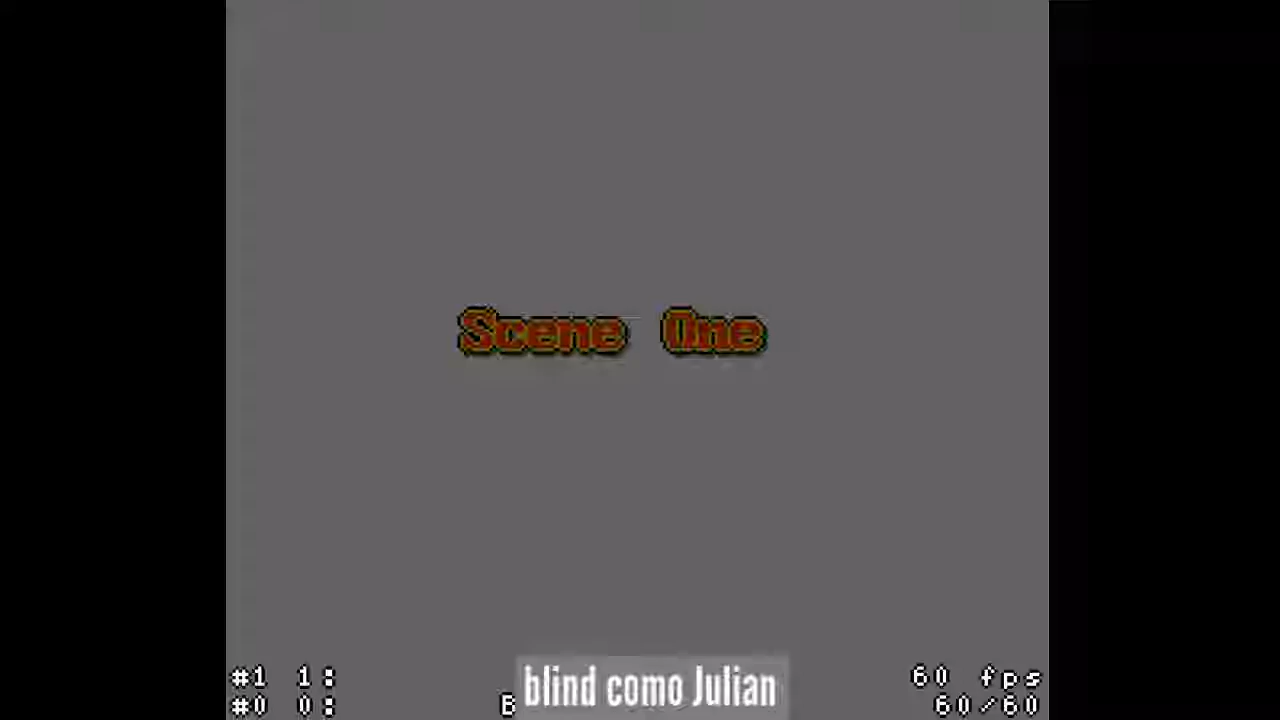 Scene One
#1 1: 60 fps
#0 0: B 60/60
blind como Julian